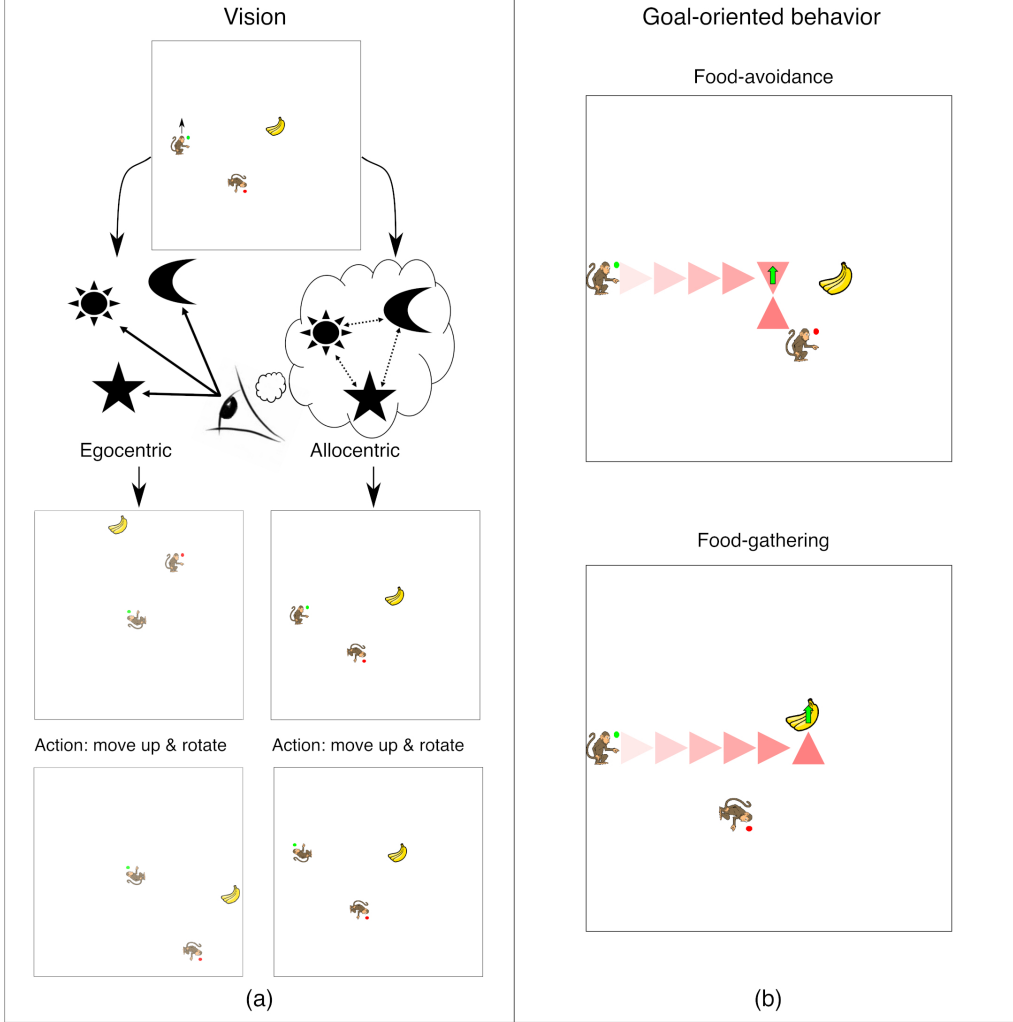 Vision
Egocentric
Allocentric
Action: move up & rotate
Action: move up & rotate
(a)
Goal-oriented behavior
Food-avoidance
Food-gathering
(b)